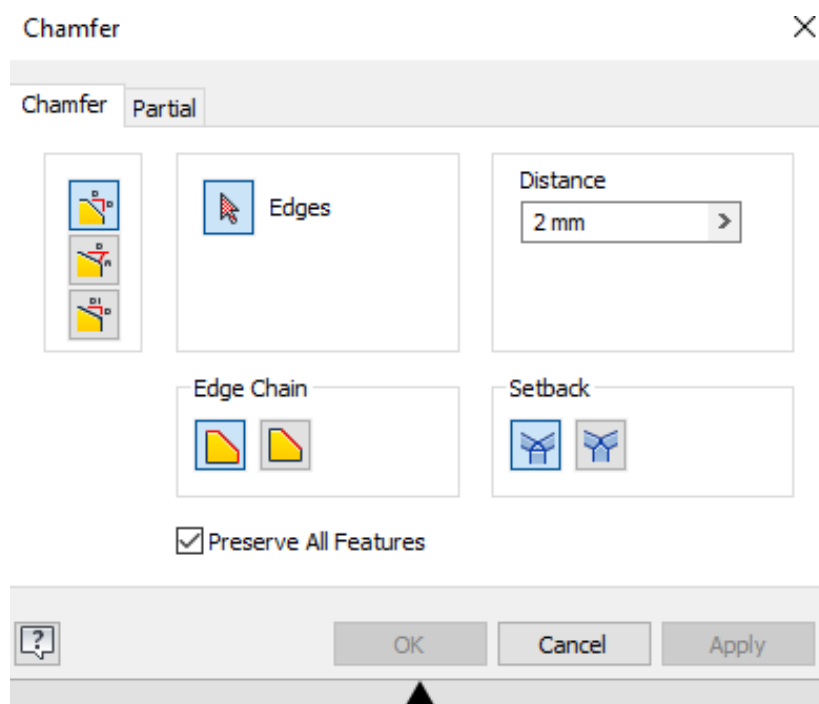 Chamfer
Chamfer Partial
Edges
Distance
2 mm
Edge Chain
Setback
Preserve All Features
OK Cancel Apply